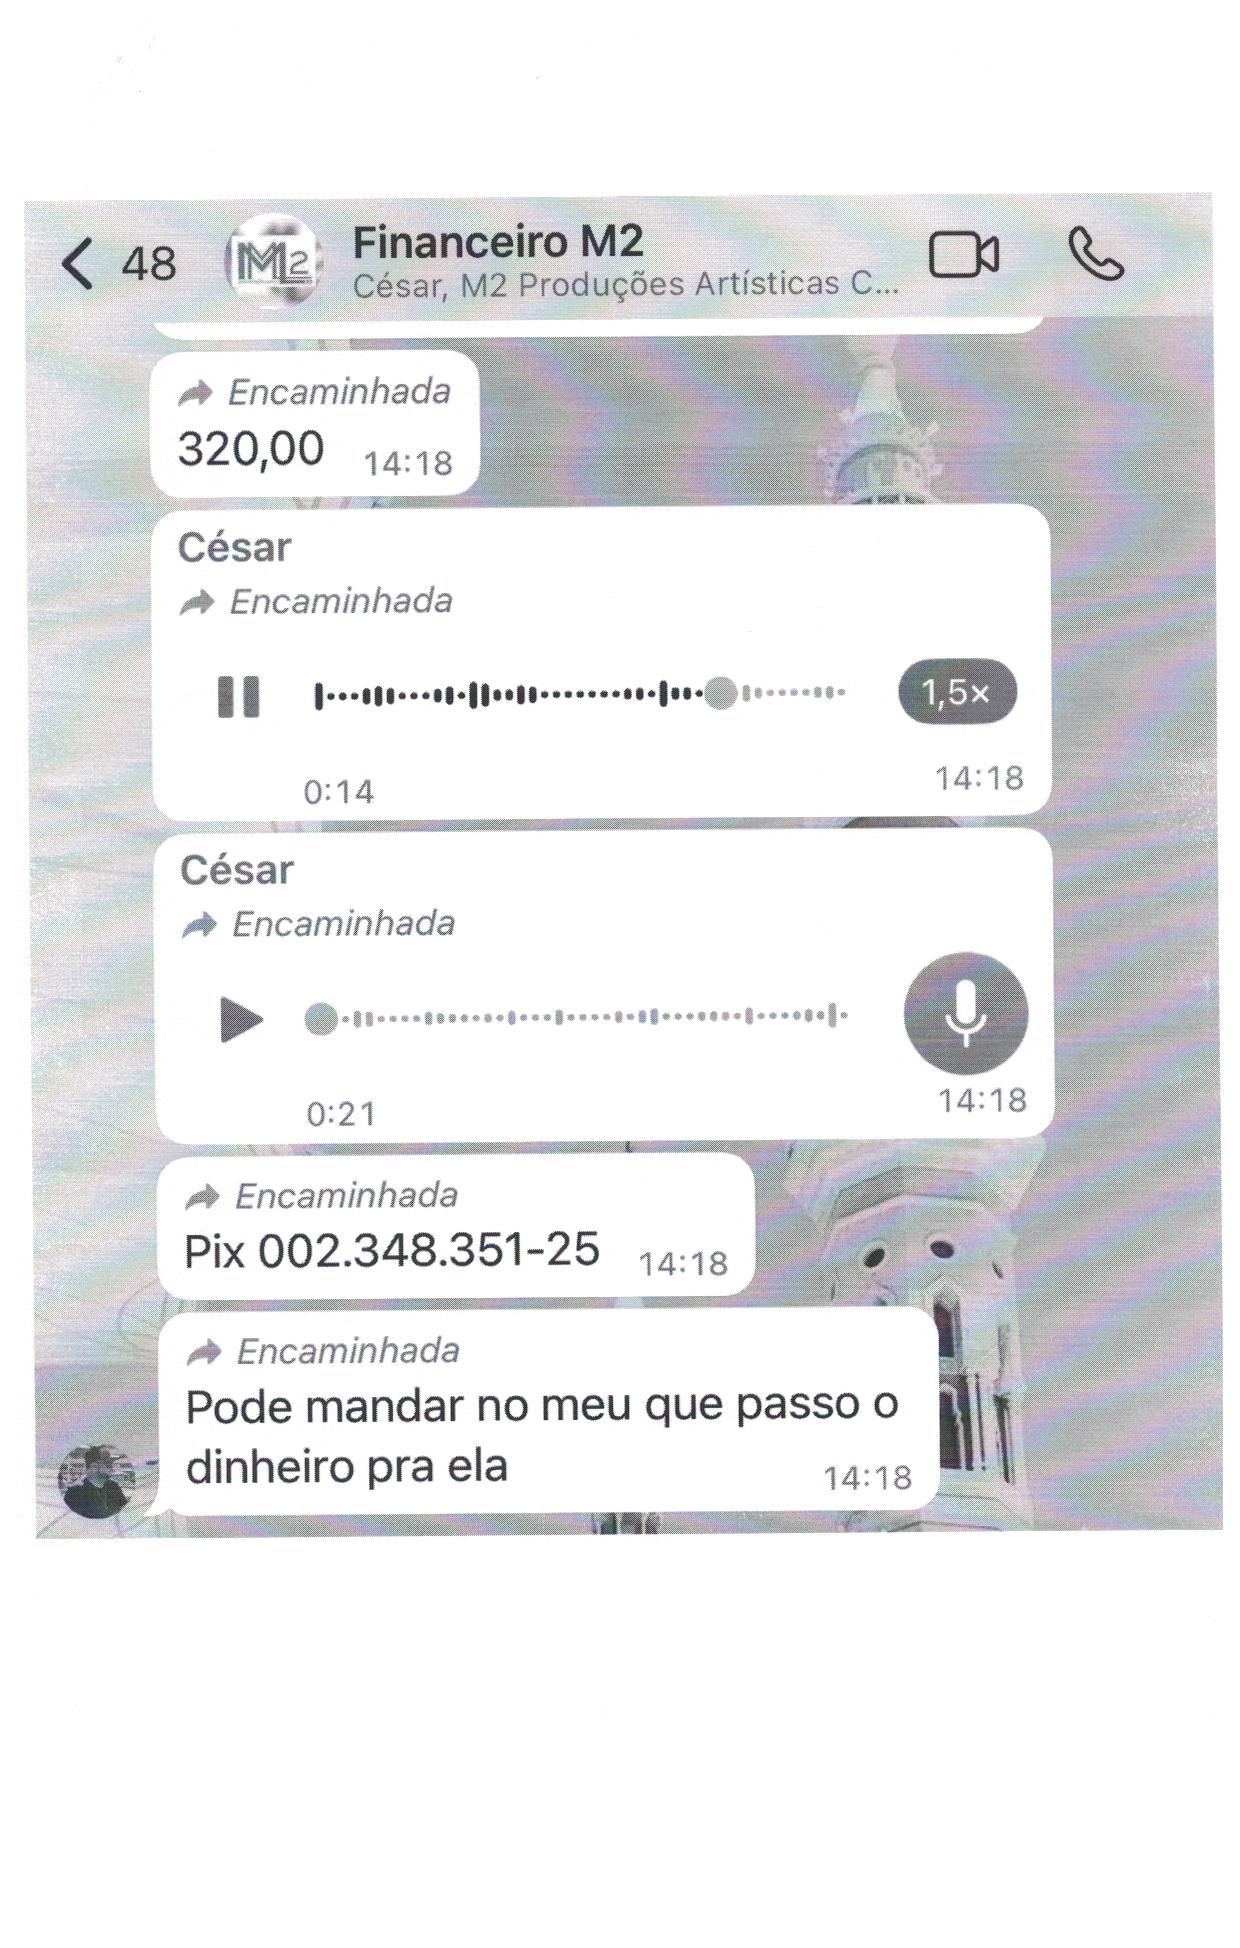 48
M2
Financeiro M2
César, M2 Produções Artísticas C...
Encaminhada
320,00 14:18
César
Encaminhada
1,5×
0:14 14:18
César
Encaminhada
0:21 14:18
Encaminhada
Pix 002.348.351-25 14:18
Encaminhada
Pode mandar no meu que passo o
dinheiro pra ela 14:18